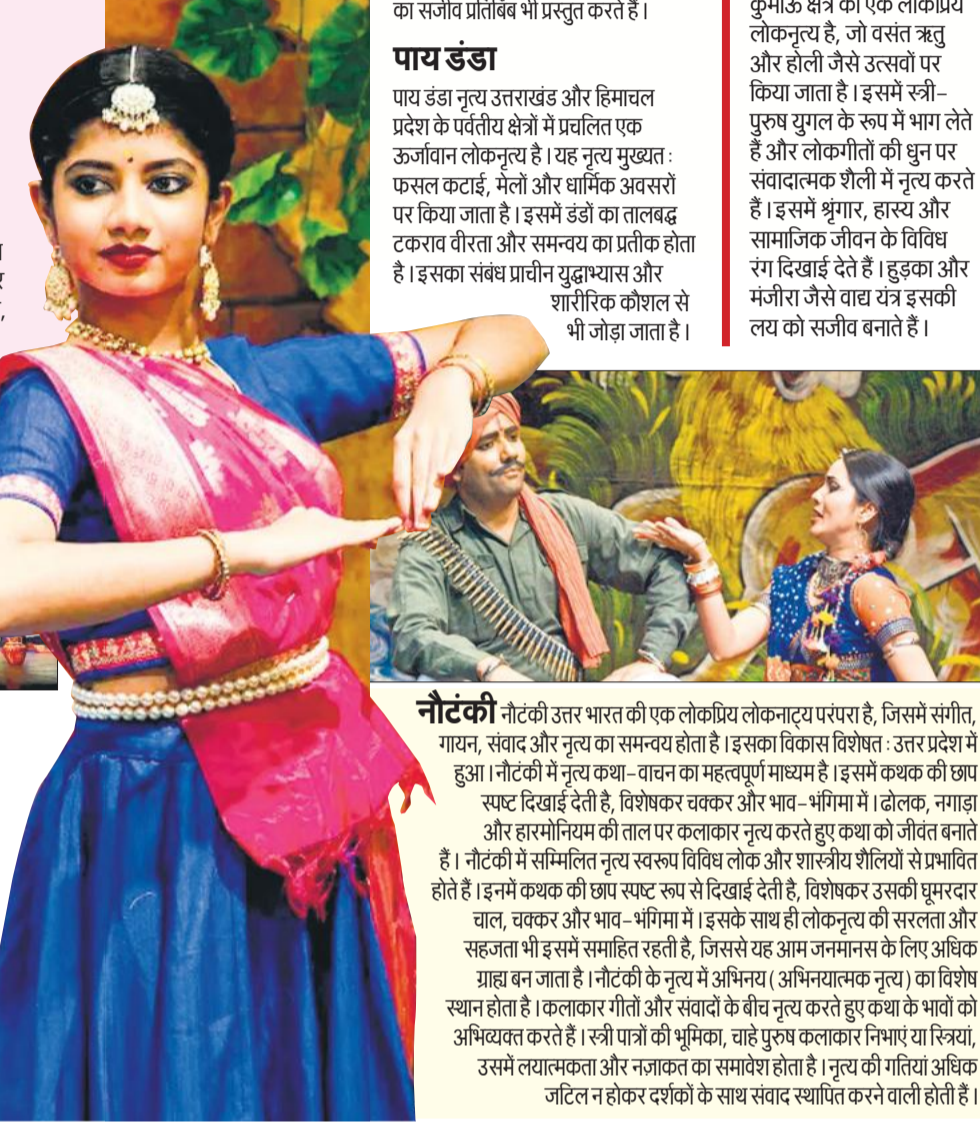 का सजीव प्रतिबिंब भी प्रस्तुत करते हैं।
पाय डंडा
पाय डंडा नृत्य उत्तराखंड और हिमाचल
प्रदेश के पर्वतीय क्षेत्रों में प्रचलित एक
ऊर्जावान लोकनृत्य है। यह नृत्य मुख्यत:
फसल कटाई, मेलों और धार्मिक अवसरों
पर किया जाता है। इसमें डंडों का तालबद्ध
टकराव वीरता और समन्वय का प्रतीक होता
है। इसका संबंध प्राचीन युद्धाभ्यास और
शारीरिक कौशल से
भी जोड़ा जाता है।
कुमाऊं क्षेत्र का एक लोकप्रिय
लोकनृत्य है, जो वसंत ऋतु
और होली जैसे उत्सवों पर
किया जाता है। इसमें स्त्री-
पुरुष युगल के रूप में भाग लेते
हैं और लोकगीतों की धुन पर
संवादात्मक शैली में नृत्य करते
हैं। इसमें श्रृंगार, हास्य और
सामाजिक जीवन के विविध
रंग दिखाई देते हैं। हुड़का और
मंजीरा जैसे वाद्य यंत्र इसकी
लय को सजीव बनाते हैं।
नौटंकी नौटंकी उत्तर भारत की एक लोकप्रिय लोकनाट्य परंपरा है, जिसमें संगीत,
गायन, संवाद और नृत्य का समन्वय होता है। इसका विकास विशेषत: उत्तर प्रदेश में
हुआ। नौटंकी में नृत्य कथा-वाचन का महत्वपूर्ण माध्यम है। इसमें कथक की छाप
स्पष्ट दिखाई देती है, विशेषकर चक्कर और भाव-भंगिमा में। ढोलक, नगाड़ा
और हारमोनियम की ताल पर कलाकार नृत्य करते हुए कथा को जीवंत बनाते
हैं। नौटंकी में सम्मिलित नृत्य स्वरूप विविध लोक और शास्त्रीय शैलियों से प्रभावित
होते हैं। इनमें कथक की छाप स्पष्ट रूप से दिखाई देती है, विशेषकर उसकी घूमरदार
चाल, चक्कर और भाव-भंगिमा में। इसके साथ ही लोकनृत्य की सरलता और
सहजता भी इसमें समाहित रहती है, जिससे यह आम जनमानस के लिए अधिक
ग्राह्य बन जाता है। नौटंकी के नृत्य में अभिनय (अभिनयात्मक नृत्य) का विशेष
स्थान होता है। कलाकार गीतों और संवादों के बीच नृत्य करते हुए कथा के भावों को
अभिव्यक्त करते हैं। स्त्री पात्रों की भूमिका, चाहे पुरुष कलाकार निभाएं या स्त्रियां,
उसमें लयात्मकता और नज़ाकत का समावेश होता है। नृत्य की गतियां अधिक
जटिल न होकर दर्शकों के साथ संवाद स्थापित करने वाली होती हैं।